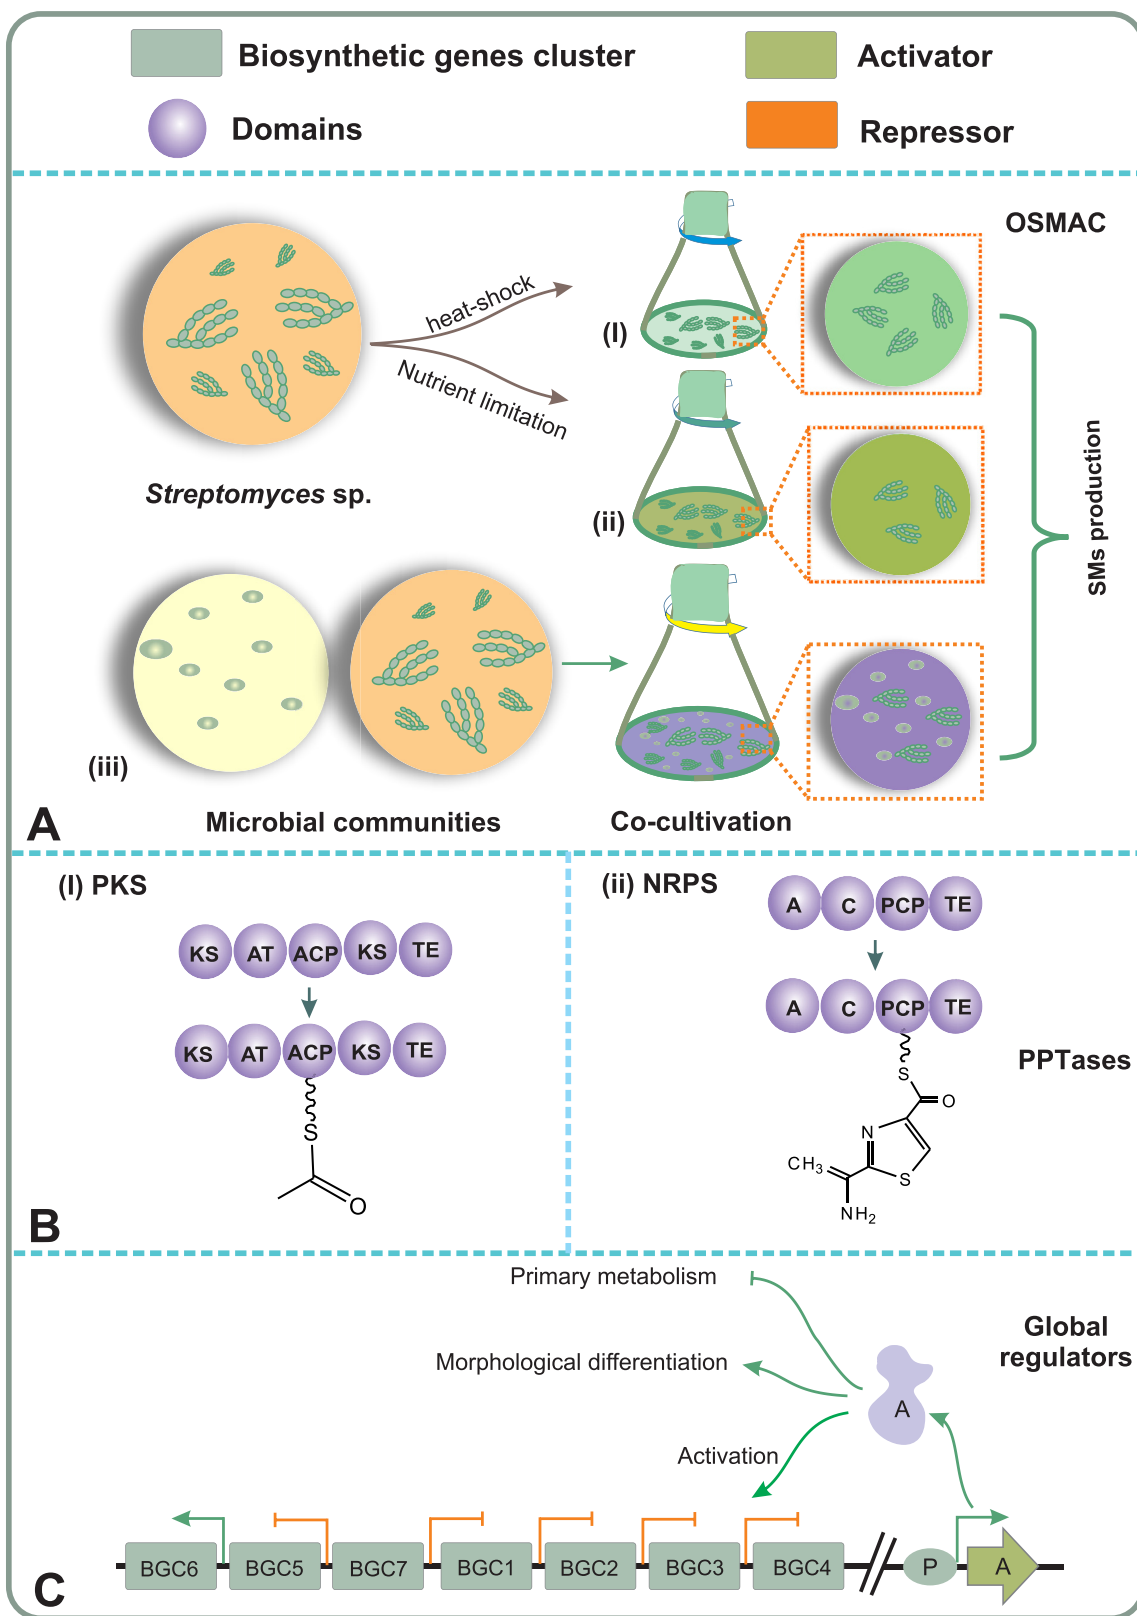 Biosynthetic genes cluster
Activator
Domains
Repressor
OSMAC
heat-shock
Nutrient limitation
(I)
Streptomyces sp.
(ii)
SMs production
(iii)
A
Microbial communities
Co-cultivation
(I) PKS
(ii) NRPS
A C PCP TE
KS AT ACP KS TE
A C PCP TE
KS AT ACP KS TE
PPTases
S
O
S
N
CH3
S
O
NH2
B
Primary metabolism
Global
regulators
Morphological differentiation
A
Activation
BGC6 BGC5 BGC7 BGC1 BGC2 BGC3 BGC4 P A
C